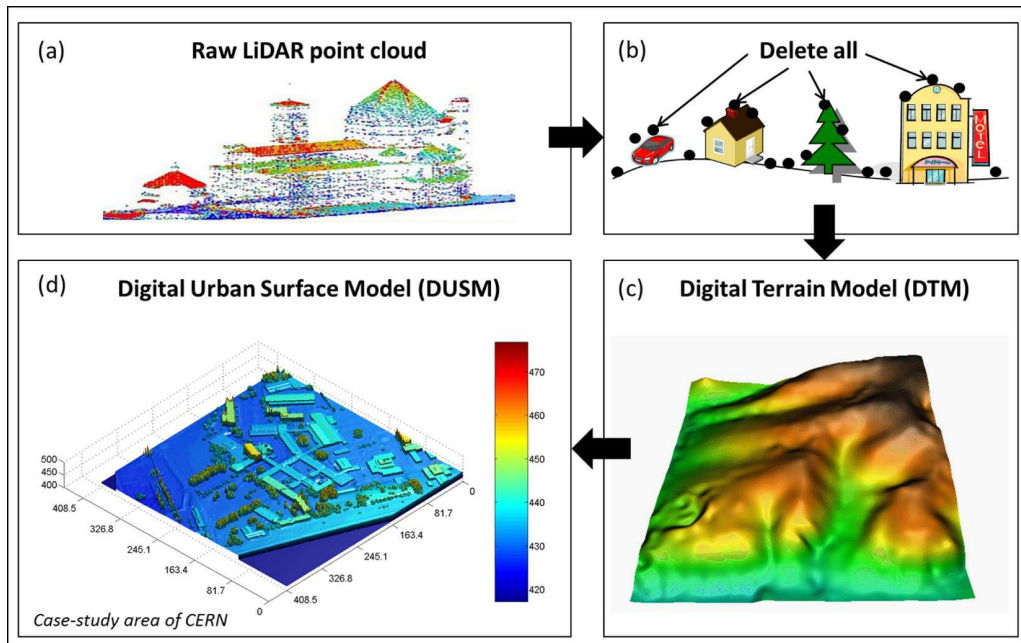 (a)
Raw LiDAR point cloud
(b)
Delete all
MOTEL
(d)
Digital Urban Surface Model (DUSM)
470
460
450
440
430
420
500
450
400
408.5
326.8
245.1
163.4
81.7
0
0
81.7
163.4
245.1
326.8
408.5
Case-study area of CERN
(c)
Digital Terrain Model (DTM)